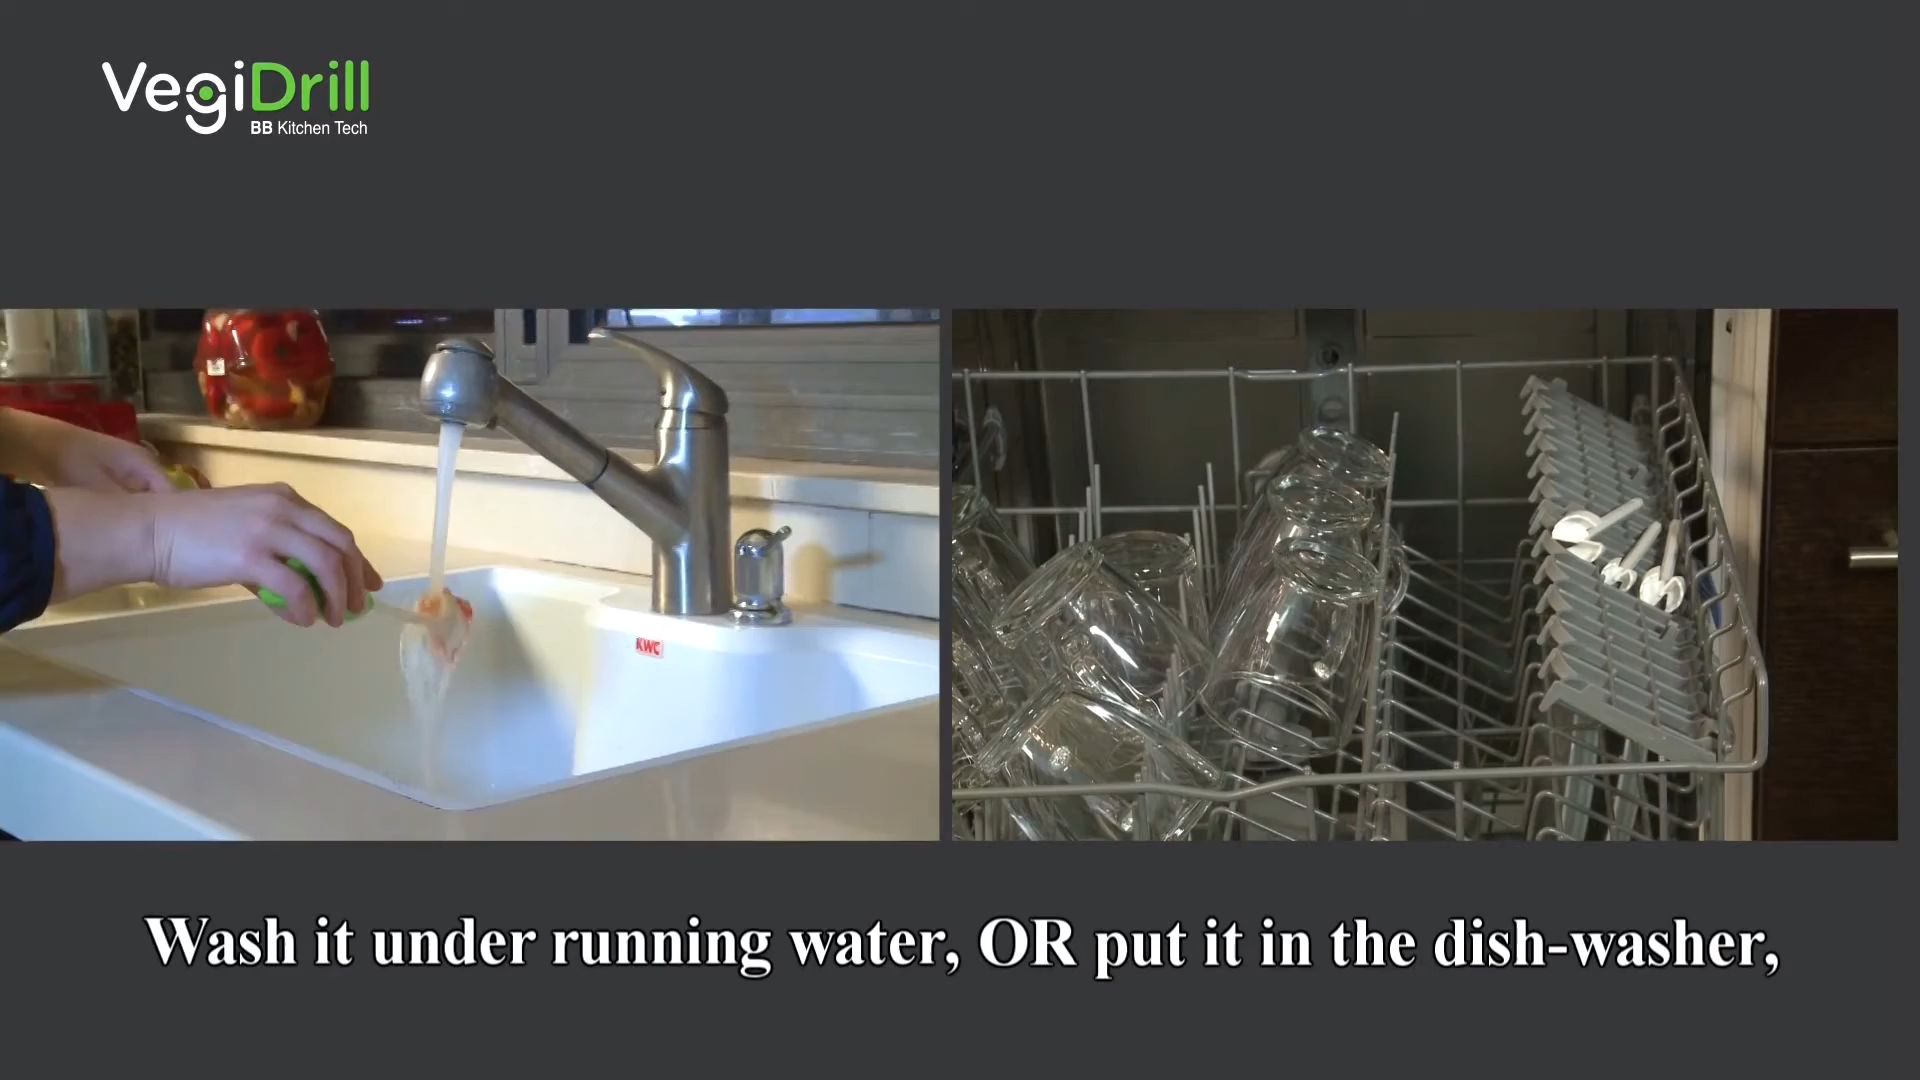 VegiDrill
BB Kitchen Tech
KWC
Wash it under running water, OR put it in the dish-washer,